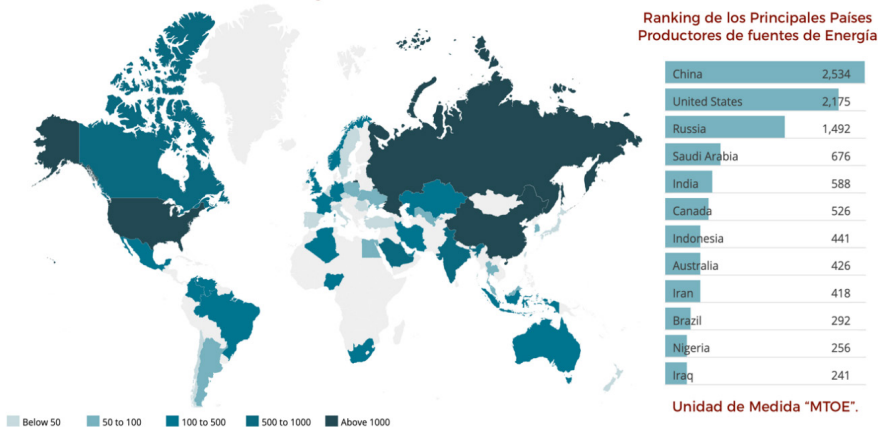 Ranking de los Principales Países
Productores de fuentes de Energía
China 2,534
United States 2,175
Russia 1,492
Saudi Arabia 676
India 588
Canada 526
Indonesia 441
Australia 426
Iran 418
Brazil 292
Nigeria 256
Iraq 241
Unidad de Medida “MTOE”.
Below 50 50 to 100 100 to 500 500 to 1000 Above 1000